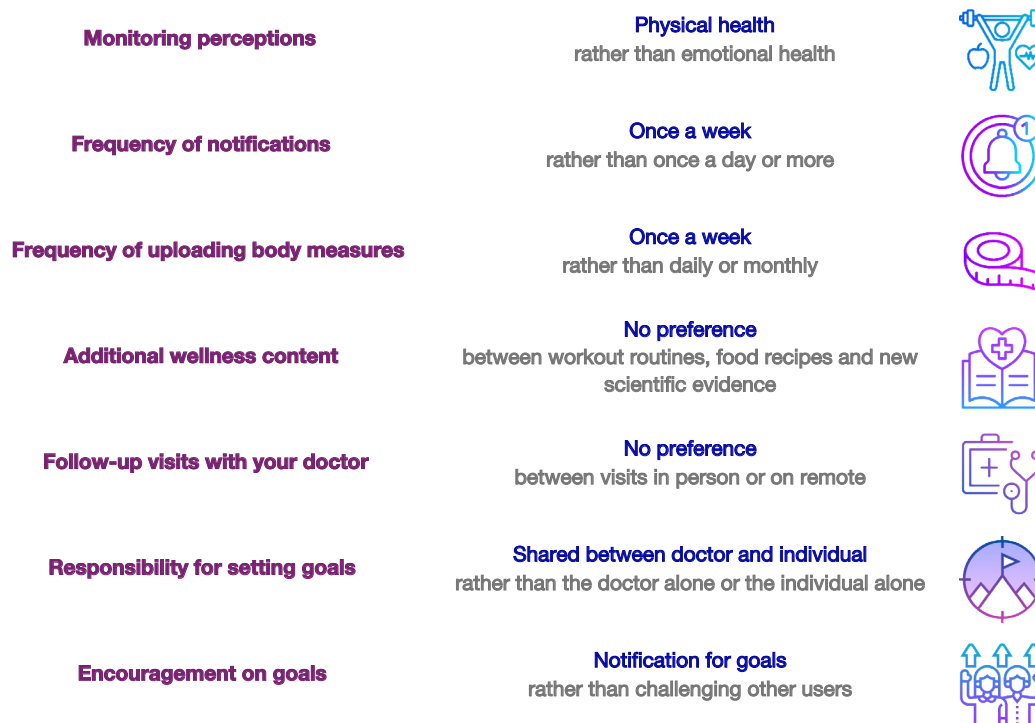 Monitoring perceptions
Physical health
rather than emotional health
Frequency of notifications
Once a week
rather than once a day or more
1
Frequency of uploading body measures
Once a week
rather than daily or monthly
Additional wellness content
No preference
between workout routines, food recipes and new
scientific evidence
Follow-up visits with your doctor
No preference
between visits in person or on remote
Responsibility for setting goals
Shared between doctor and individual
rather than the doctor alone or the individual alone
Encouragement on goals
Notification for goals
rather than challenging other users